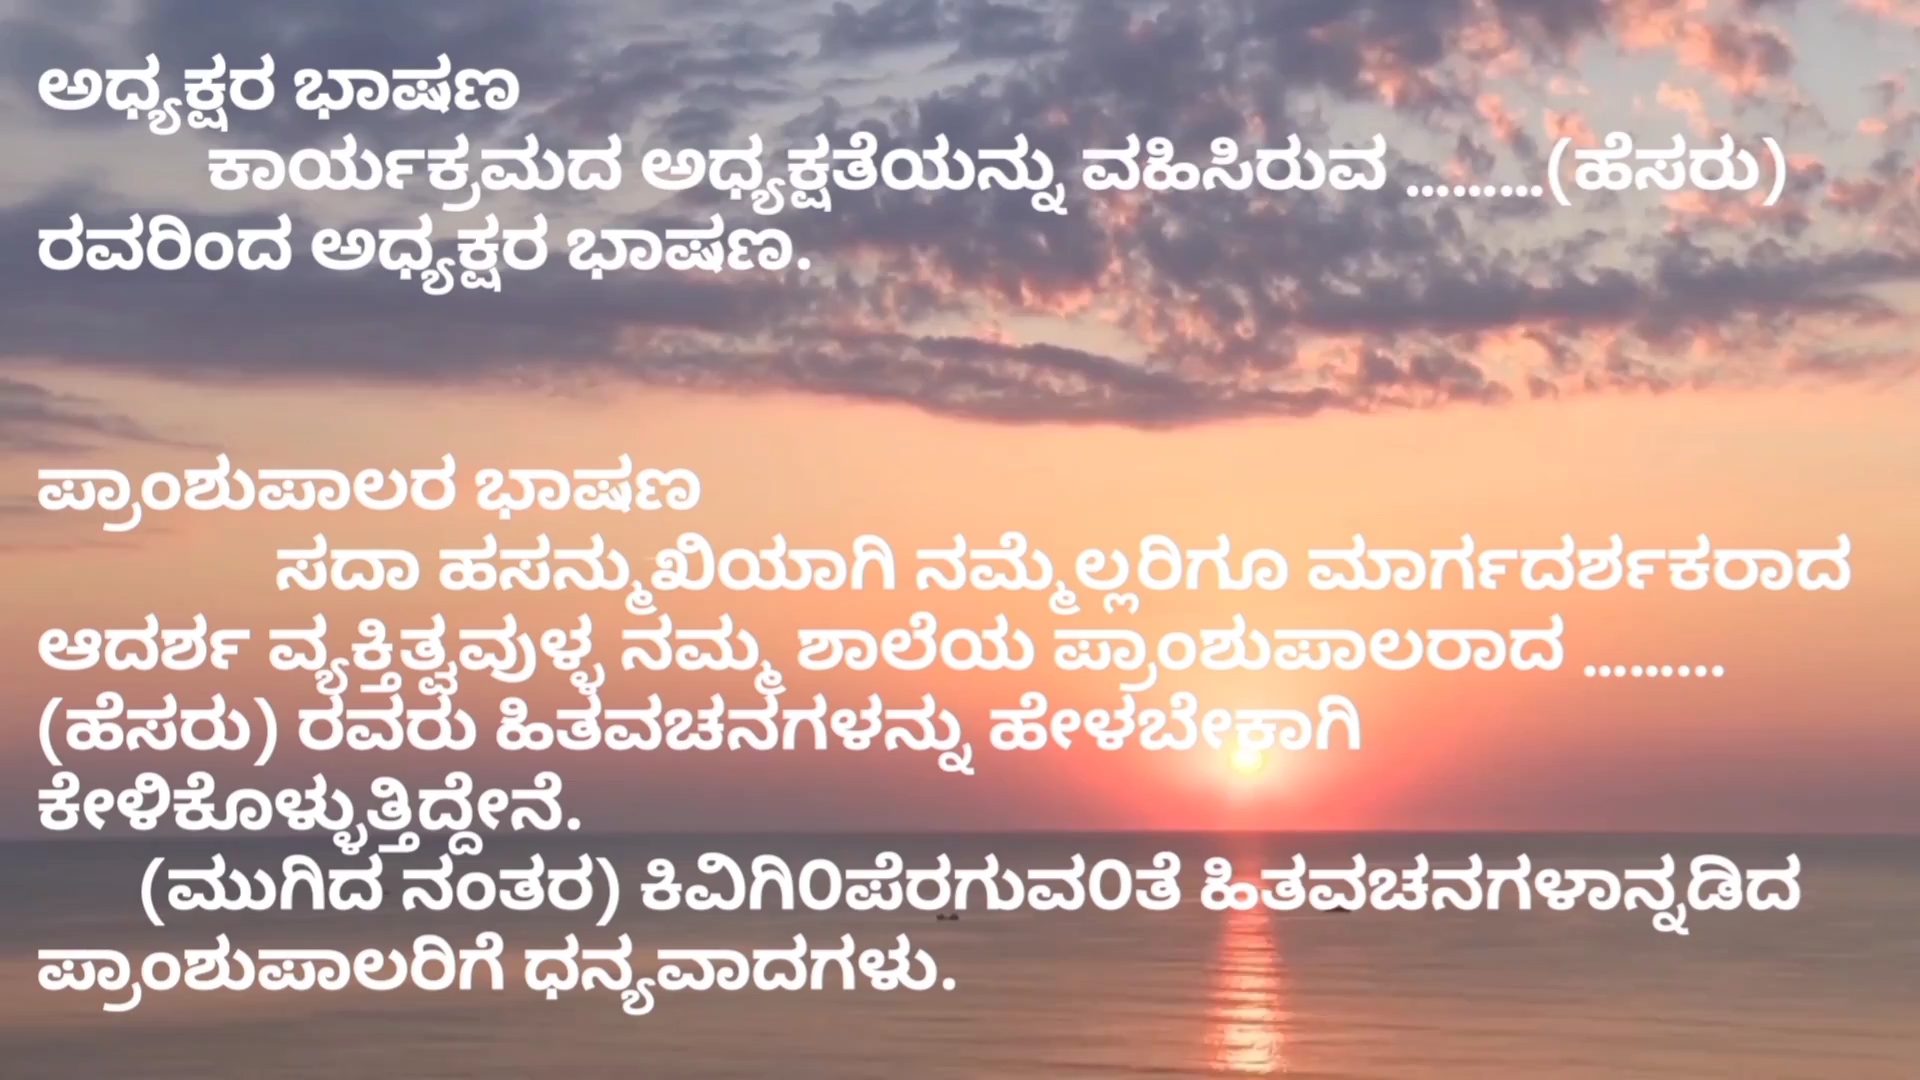 ಅಧ್ಯಕ್ಷರ ಭಾಷಣ
ಕಾರ್ಯಕ್ರಮದ ಅಧ್ಯಕ್ಷತೆಯನ್ನು ವಹಿಸಿರುವ ………(ಹೆಸರು)
ರವರಿಂದ ಅಧ್ಯಕ್ಷರ ಭಾಷಣ.
ಪ್ರಾಂಶುಪಾಲರ ಭಾಷಣ
ಸದಾ ಹಸನ್ಮುಖಿಯಾಗಿ ನಮ್ಮೆಲ್ಲರಿಗೂ ಮಾರ್ಗದರ್ಶಕರಾದ
ಆದರ್ಶ ವ್ಯಕ್ತಿತ್ವವುಳ್ಳ ನಮ್ಮ ಶಾಲೆಯ ಪ್ರಾಂಶುಪಾಲರಾದ ………
(ಹೆಸರು) ರವರು ಹಿತವಚನಗಳನ್ನು ಹೇಳಬೇಕಾಗಿ
ಕೇಳಿಕೊಳ್ಳುತ್ತಿದ್ದೇನೆ.
(ಮುಗಿದ ನಂತರ) ಕಿವಿಗಿ೦ಪೆರಗುವ೦ತೆ ಹಿತವಚನಗಳಾನ್ನಡಿದ
ಪ್ರಾಂಶುಪಾಲರಿಗೆ ಧನ್ಯವಾದಗಳು.